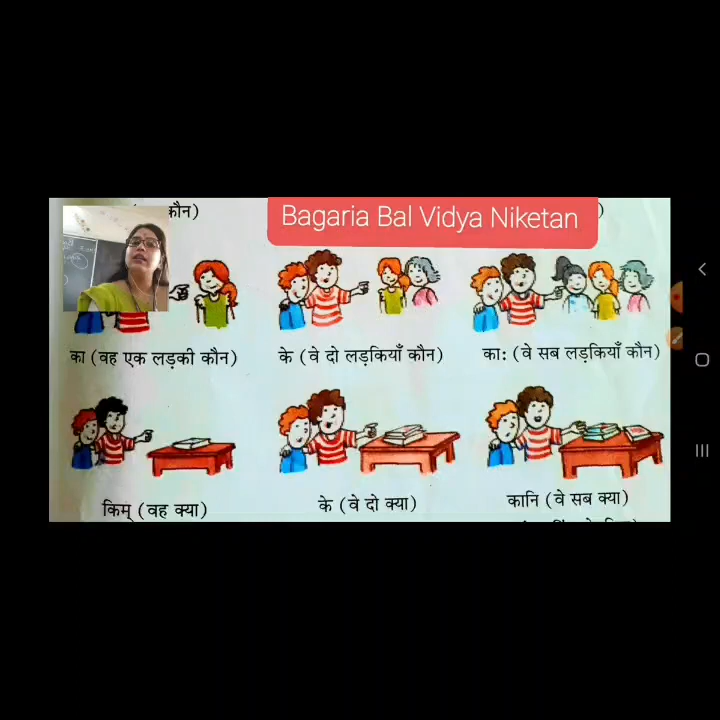 कौन)
Bagaria Bal Vidya Niketan
)
का (वह एक लड़की कौन)
के (वे दो लड़कियाँ कौन)
का: (वे सब लड़कियाँ कौन)
किम् (वह क्या)
के (वे दो क्या)
कानि (वे सब क्या)